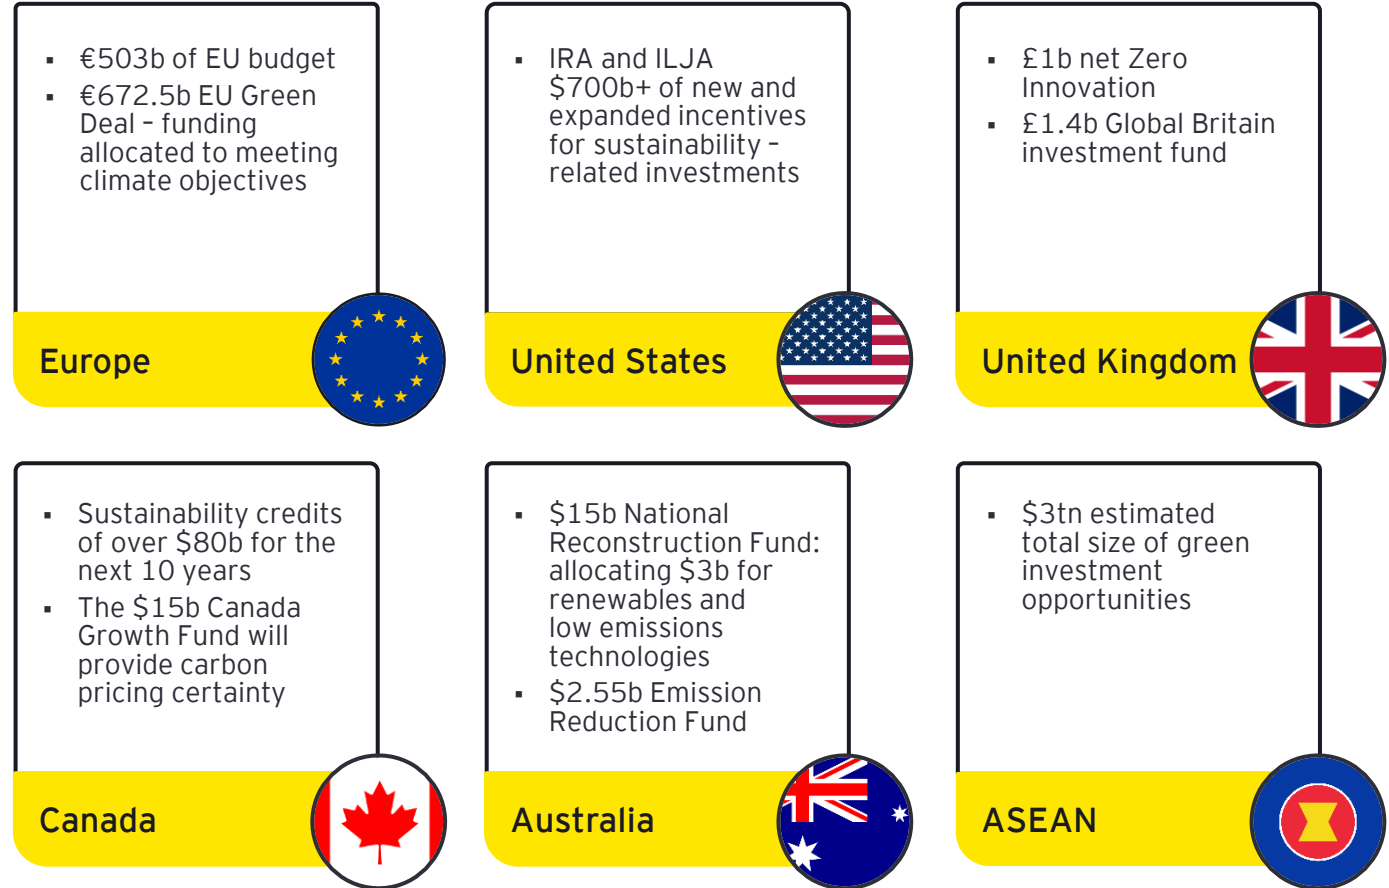 ▪ €503b of EU budget
▪ €672.5b EU Green
Deal – funding
allocated to meeting
climate objectives
Europe
▪ IRA and ILJA
$700b+ of new and
expanded incentives
for sustainability –
related investments
United States
▪ £1b net Zero
Innovation
▪ £1.4b Global Britain
investment fund
United Kingdom
▪ Sustainability credits
of over $80b for the
next 10 years
▪ The $15b Canada
Growth Fund will
provide carbon
pricing certainty
Canada
▪ $15b National
Reconstruction Fund:
allocating $3b for
renewables and
low emissions
technologies
▪ $2.55b Emission
Reduction Fund
Australia
▪ $3tn estimated
total size of green
investment
opportunities
ASEAN